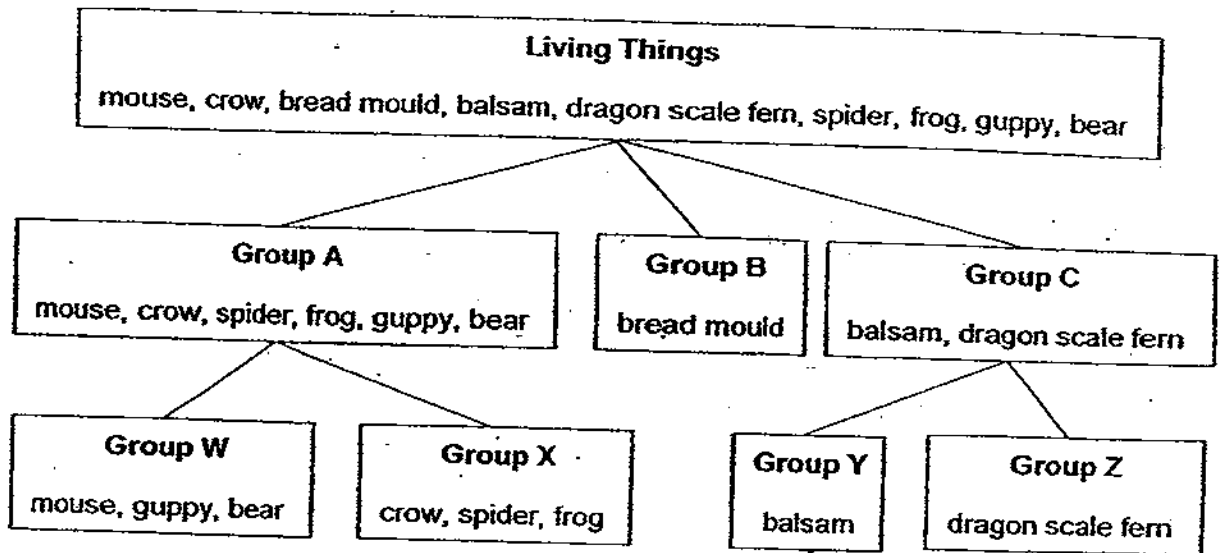 Living Things
mouse, crow, bread mould, balsam, dragon scale fern, spider, frog, guppy, bear
Group A
mouse, crow, spider, frog, guppy, bear
Group B
bread mould
Group C
balsam, dragon scale fern
Group W
mouse, guppy, bear
Group X
crow, spider, frog
Group Y
balsam
Group Z
dragon scale fern